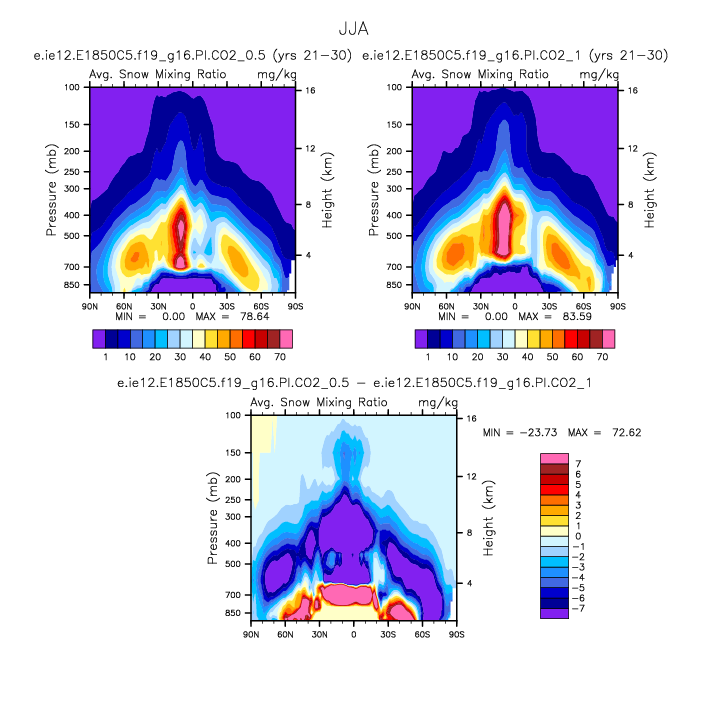 JJA
e.ie12.E1850C5.f19_g16.PI.CO2_0.5 (yrs 21−30)
e.ie12.E1850C5.f19_g16.PI.CO2_1 (yrs 21−30)
Avg. Snow Mixing Ratio mg/kg
Pressure (mb)
100
150
200
250
300
400
500
700
850
16
12
8
4
Height (km)
90N 60N 30N 0 30S 60S 90S
MIN = 0.00 MAX = 78.64
1 10 20 30 40 50 60 70
Avg. Snow Mixing Ratio mg/kg
Pressure (mb)
100
150
200
250
300
400
500
700
850
16
12
8
4
Height (km)
90N 60N 30N 0 30S 60S 90S
MIN = 0.00 MAX = 83.59
1 10 20 30 40 50 60 70
e.ie12.E1850C5.f19_g16.PI.CO2_0.5 − e.ie12.E1850C5.f19_g16.PI.CO2_1
Avg. Snow Mixing Ratio mg/kg
Pressure (mb)
100
150
200
250
300
400
500
700
850
16
12
8
4
Height (km)
90N 60N 30N 0 30S 60S 90S
MIN = −23.73 MAX = 72.62
7
6
5
4
3
2
1
0
−1
−2
−3
−4
−5
−6
−7